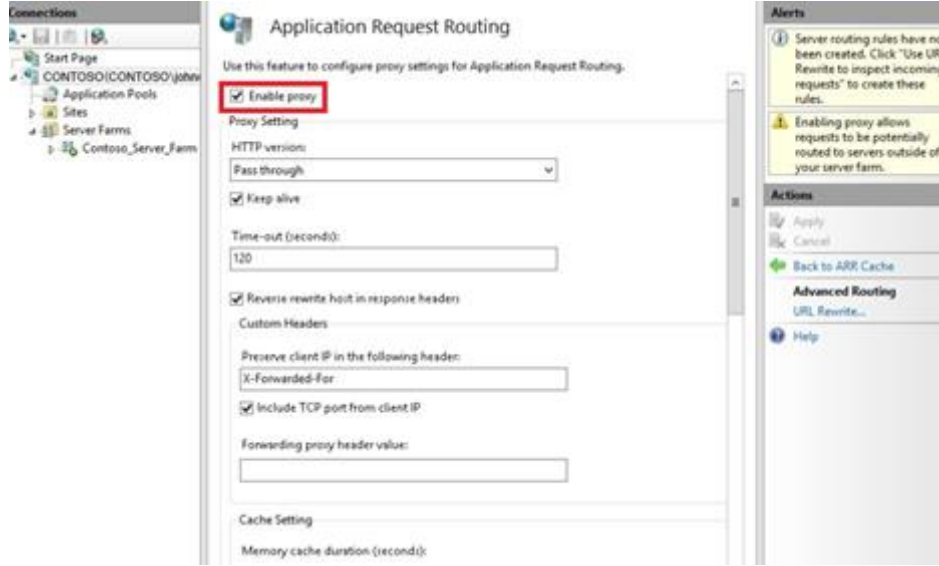 Connections
Start Page
CONTOSO(CONTOSO\john
Application Pools
Sites
Server Farms
Contoso_Server_Farm
Application Request Routing
Use this feature to configure proxy settings for Application Request Routing.
Enable proxy
Proxy Setting
HTTP version:
Pass through
Keep alive
Time-out (seconds):
120
Reverse rewrite host in response headers
Custom Headers
Preserve client IP in the following header:
X-Forwarded-For
Include TCP port from client IP
Forwarding proxy header value:
Cache Setting
Memory cache duration (seconds):
Alerts
Server routing rules have no
been created. Click "Use UR
Rewrite to inspect incoming
requests" to create these
rules.
Enabling proxy allows
requests to be potentially
routed to servers outside of
your server farm.
Actions
Apply
Cancel
Back to ARR Cache
Advanced Routing
URL Rewrite...
Help